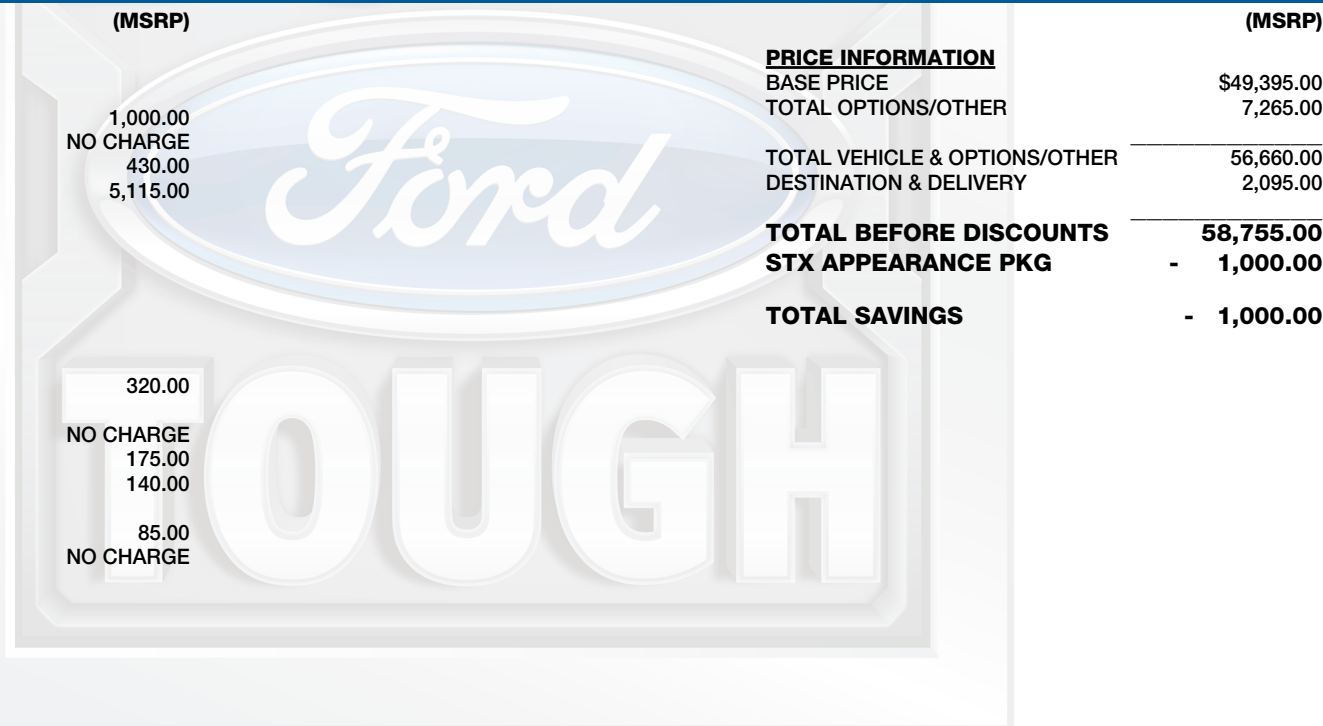 (MSRP)
1,000.00
NO CHARGE
430.00
5,115.00
320.00
NO CHARGE
175.00
140.00
85.00
NO CHARGE
(MSRP)
PRICE INFORMATION
BASE PRICE $49,395.00
TOTAL OPTIONS/OTHER 7,265.00
TOTAL VEHICLE & OPTIONS/OTHER 56,660.00
DESTINATION & DELIVERY 2,095.00
TOTAL BEFORE DISCOUNTS 58,755.00
STX APPEARANCE PKG - 1,000.00
TOTAL SAVINGS - 1,000.00
Ford
TOUGH